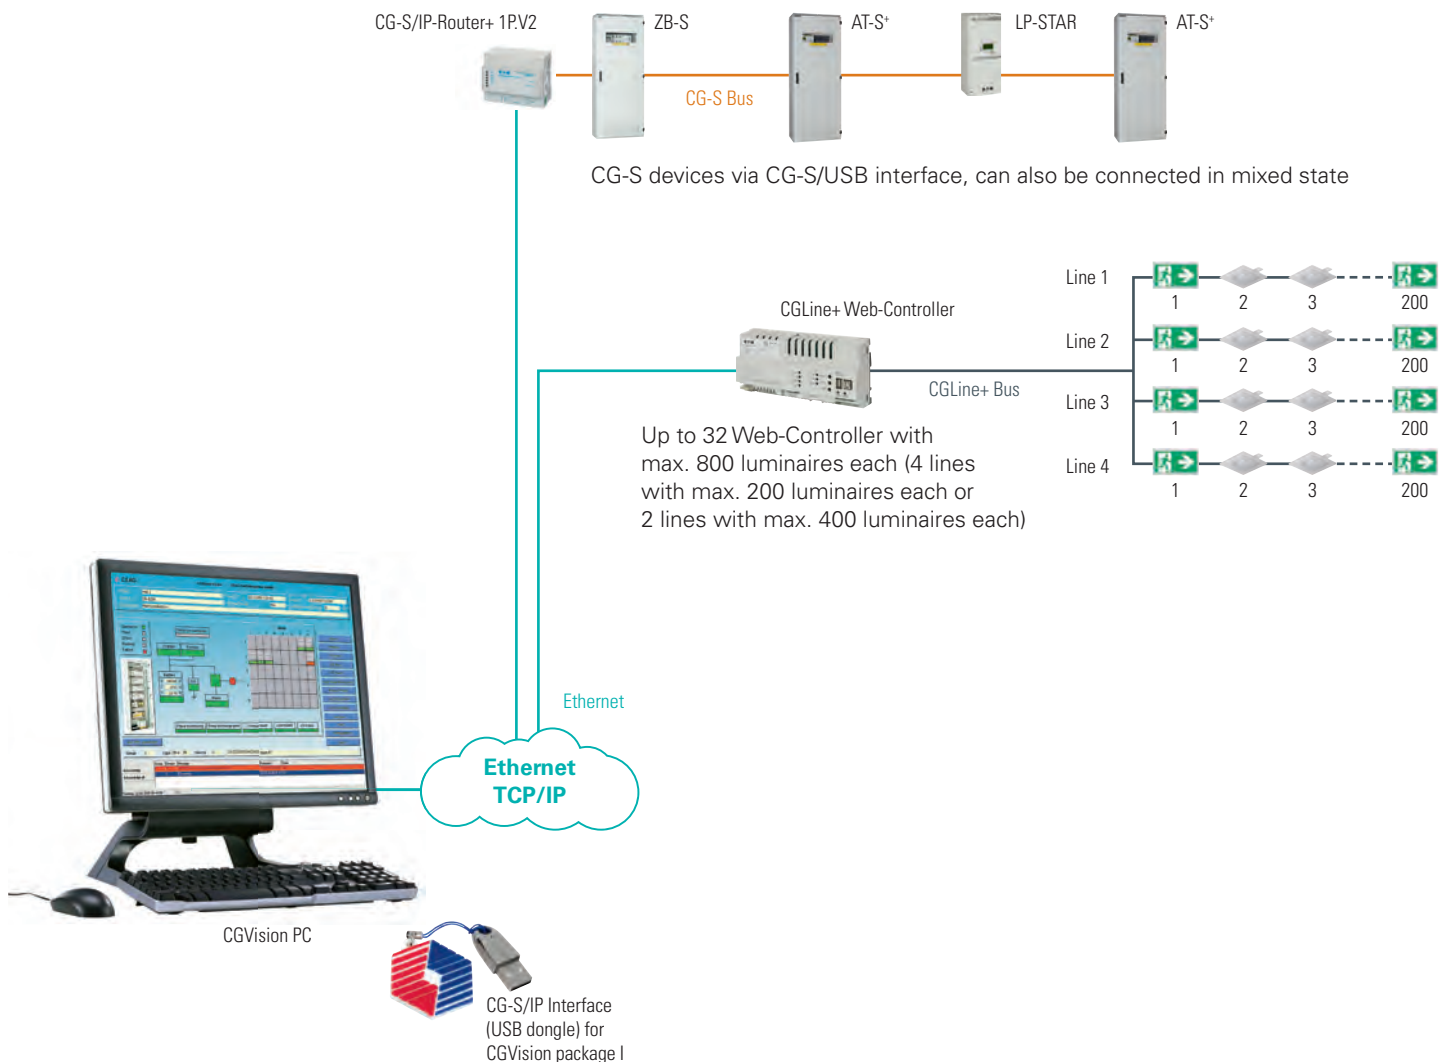 CG-S/IP-Router+ 1P.V2
ZB-S
AT-S+
LP-STAR
AT-S+
CG-S Bus
CG-S devices via CG-S/USB interface, can also be connected in mixed state
CGLine+ Web-Controller
CGLine+ Bus
Line 1
1 2 3 200
Line 2
1 2 3 200
Line 3
1 2 3 200
Line 4
1 2 3 200
Up to 32 Web-Controller with
max. 800 luminaires each (4 lines
with max. 200 luminaires each or
2 lines with max. 400 luminaires each)
Ethernet
Ethernet
TCP/IP
CGVision PC
CG-S/IP Interface
(USB dongle) for
CGVision package I